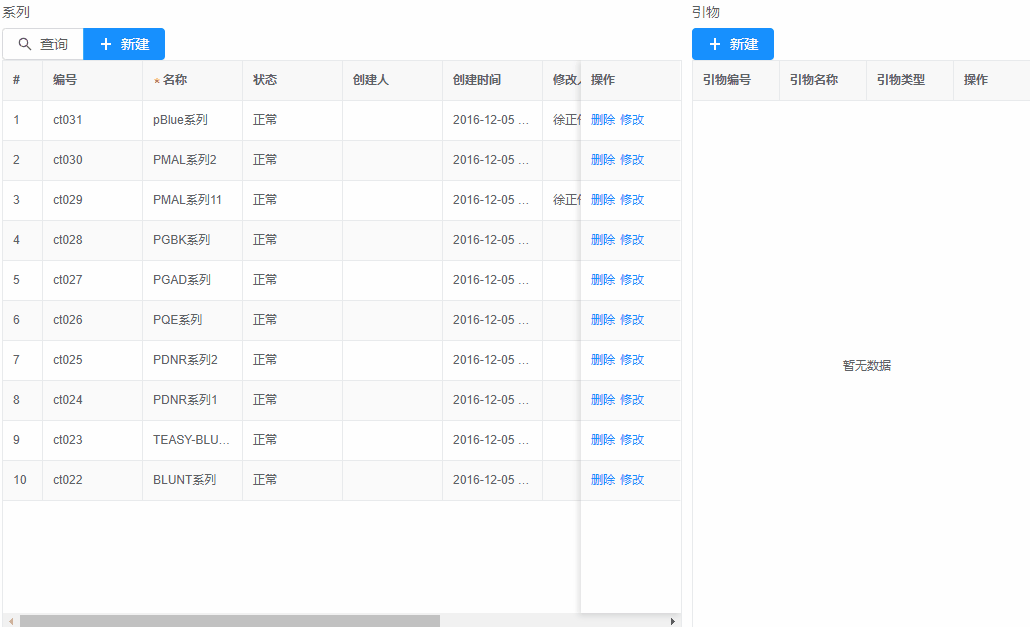 系列
查询 新建
# 编号 *名称 状态 创建人 创建时间 修改 操作
1 ct031 pBlue系列 正常 2016-12-05 ... 徐正 删除 修改
2 ct030 PMAL系列2 正常 2016-12-05 ... 删除 修改
3 ct029 PMAL系列11 正常 2016-12-05 ... 徐正 删除 修改
4 ct028 PGBK系列 正常 2016-12-05 ... 删除 修改
5 ct027 PGAD系列 正常 2016-12-05 ... 删除 修改
6 ct026 PQE系列 正常 2016-12-05 ... 删除 修改
7 ct025 PDNR系列2 正常 2016-12-05 ... 删除 修改
8 ct024 PDNR系列1 正常 2016-12-05 ... 删除 修改
9 ct023 TEASY-BLU... 正常 2016-12-05 ... 删除 修改
10 ct022 BLUNT系列 正常 2016-12-05 ... 删除 修改
引物
新建
引物编号 引物名称 引物类型 操作
暂无数据